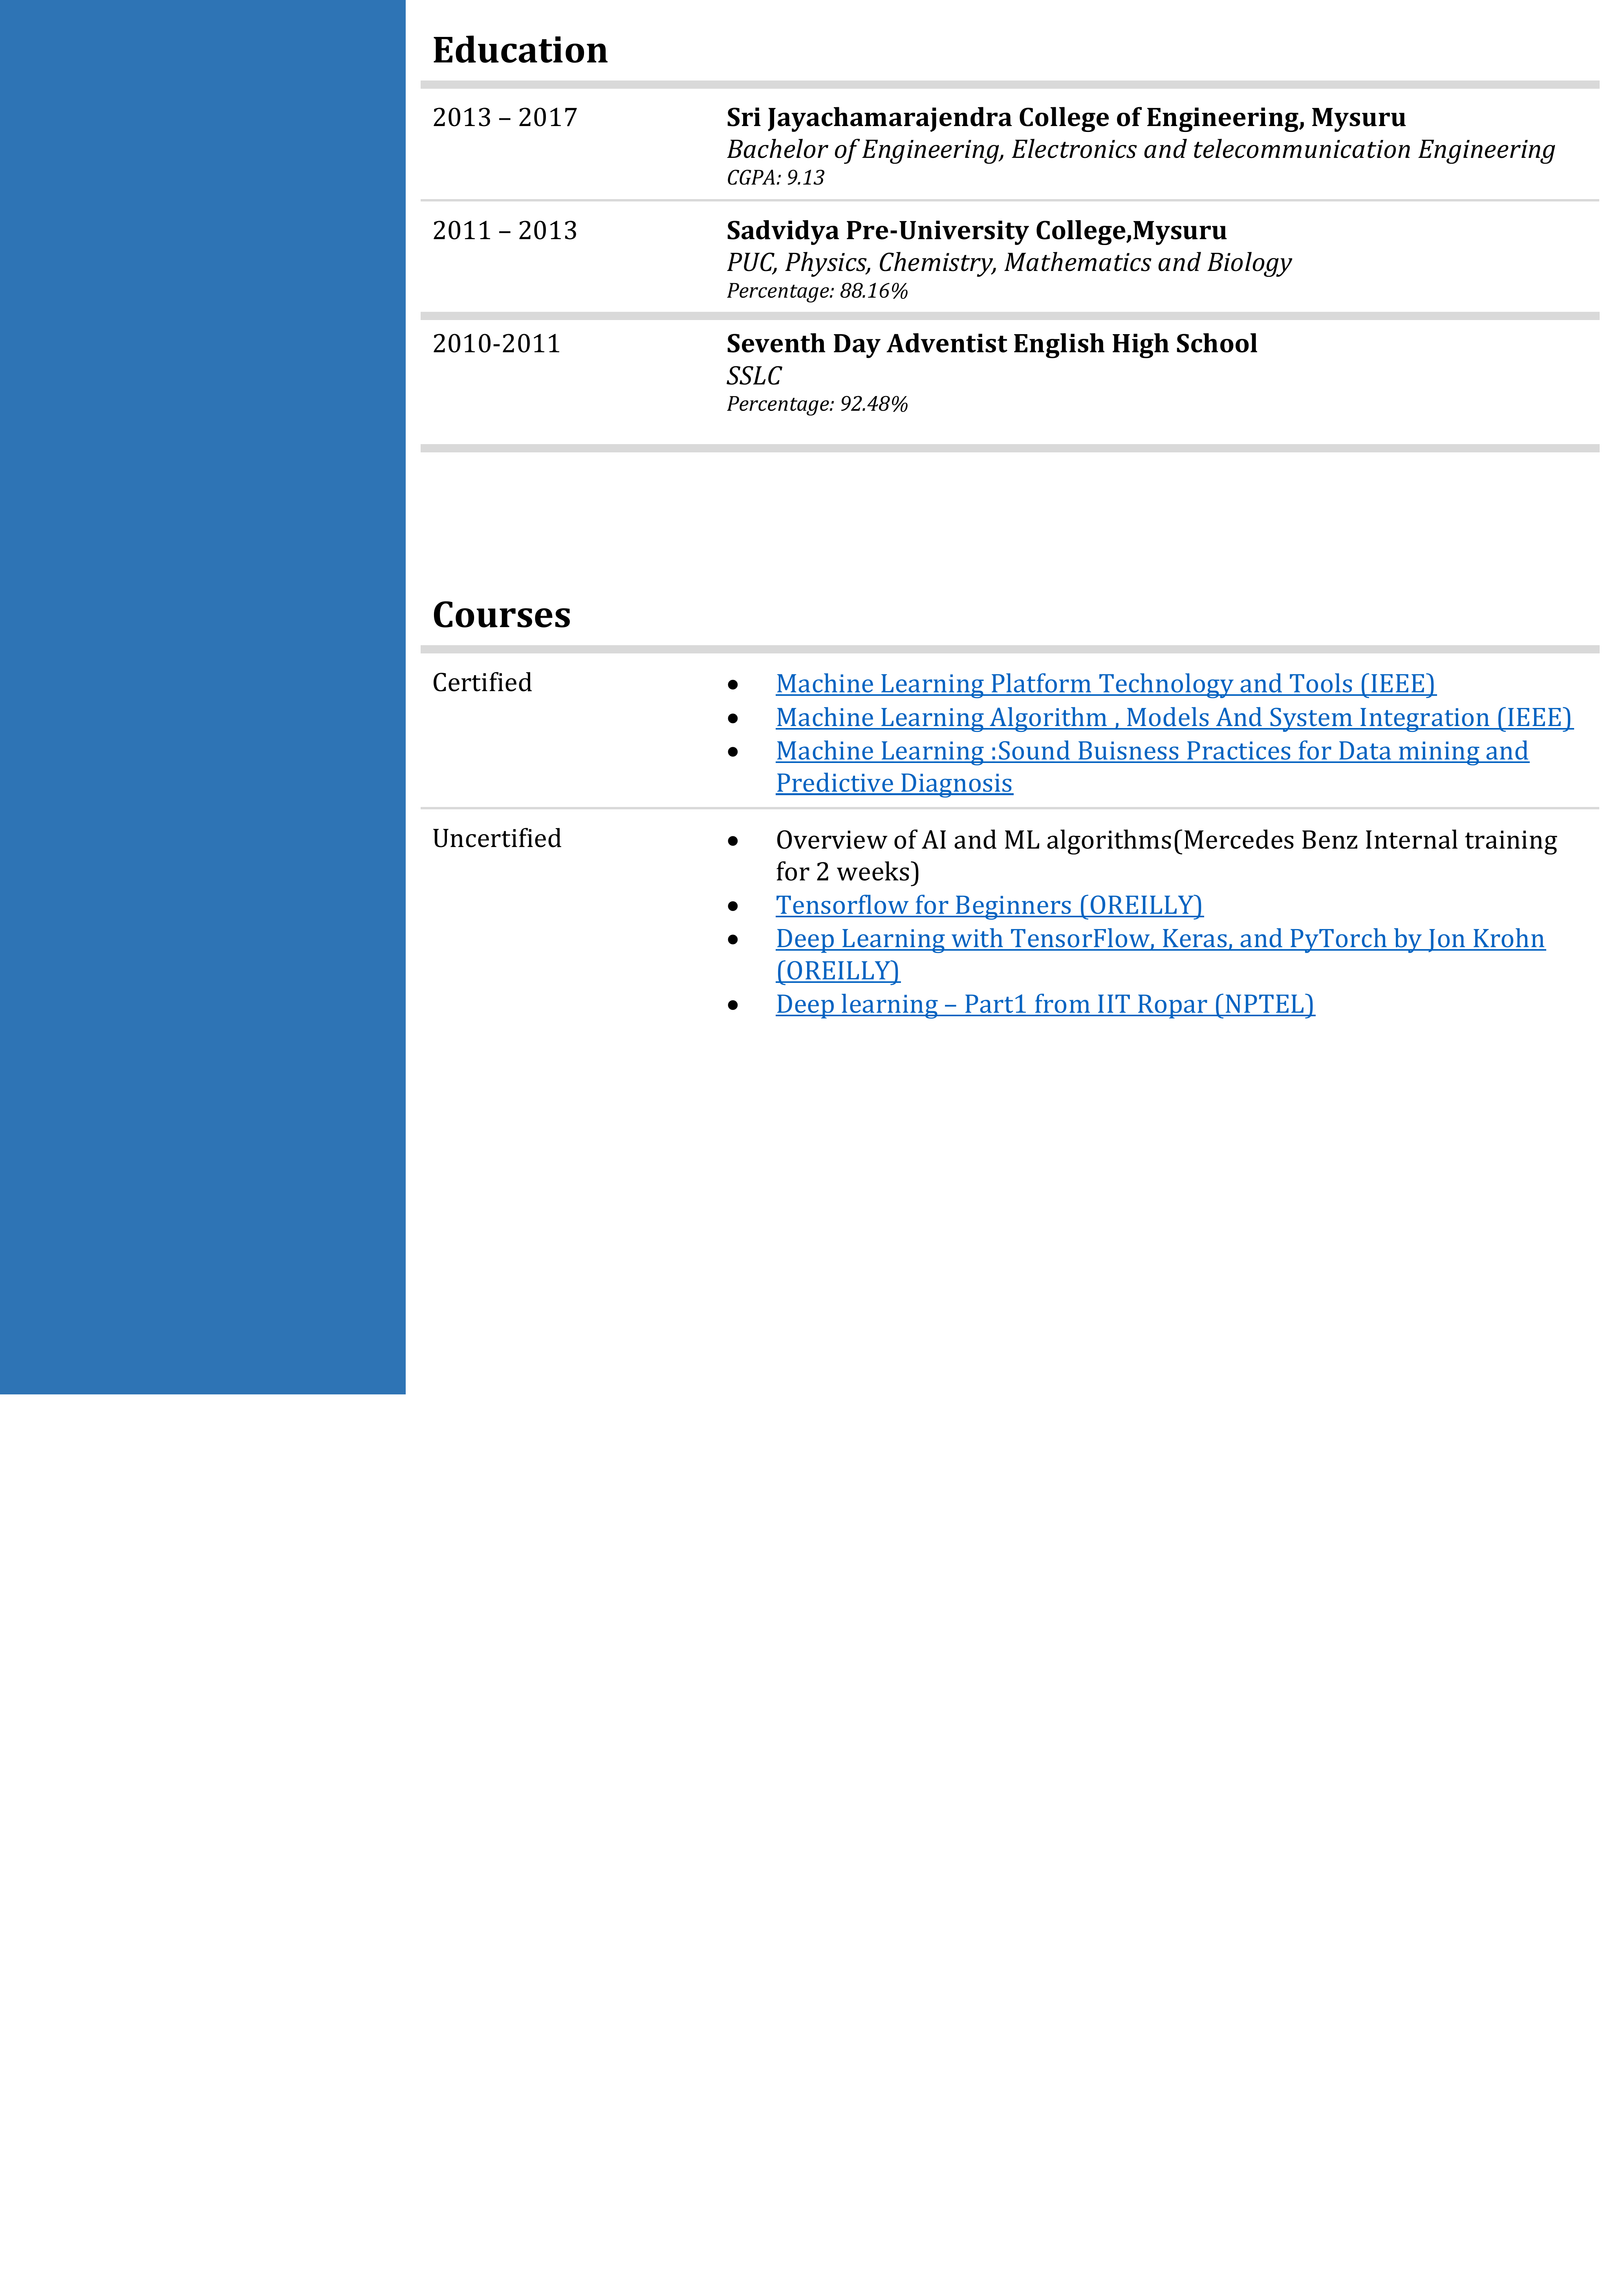 Education
2013 – 2017
Sri Jayachamarajendra College of Engineering, Mysuru
Bachelor of Engineering, Electronics and telecommunication Engineering
CGPA: 9.13
2011 – 2013
Sadvidya Pre-University College,Mysuru
PUC, Physics, Chemistry, Mathematics and Biology
Percentage: 88.16%
2010-2011
Seventh Day Adventist English High School
SSLC
Percentage: 92.48%
Courses
Certified
• Machine Learning Platform Technology and Tools (IEEE)
• Machine Learning Algorithm , Models And System Integration (IEEE)
• Machine Learning :Sound Buisness Practices for Data mining and
Predictive Diagnosis
Uncertified
• Overview of AI and ML algorithms(Mercedes Benz Internal training
for 2 weeks)
• Tensorflow for Beginners (OREILLY)
• Deep Learning with TensorFlow, Keras, and PyTorch by Jon Krohn
(OREILLY)
• Deep learning – Part1 from IIT Ropar (NPTEL)